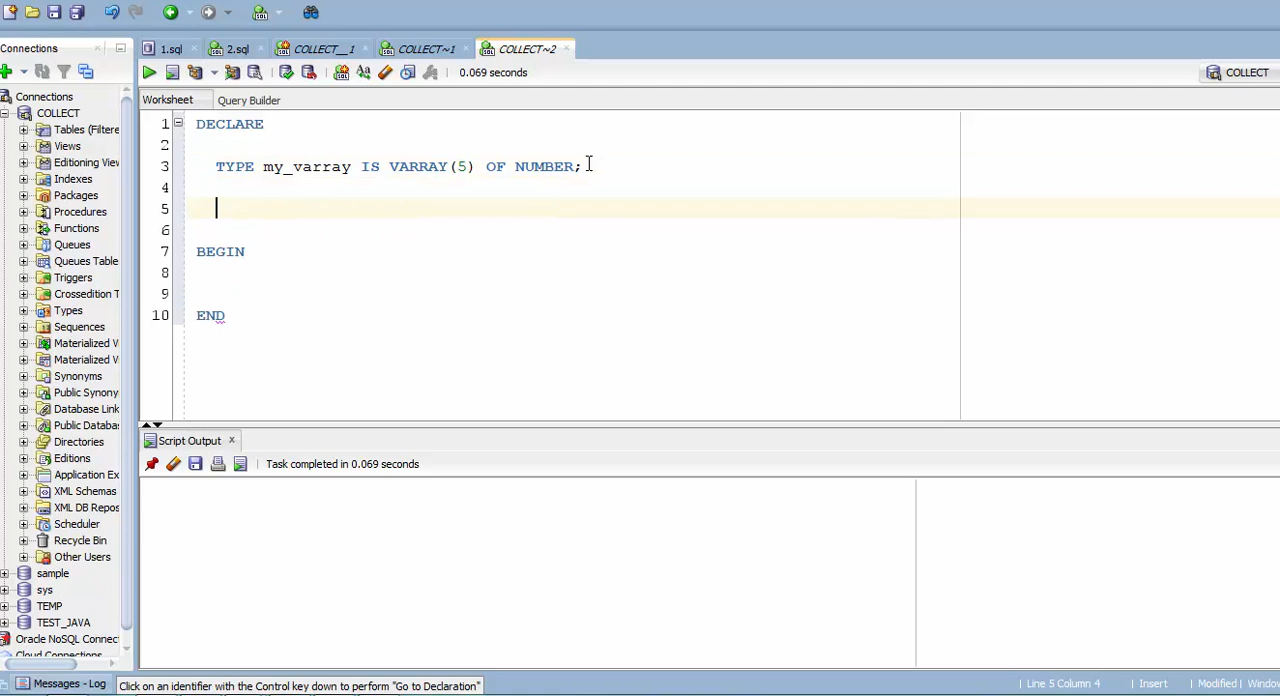 Connections
1.sql
2.sql
COLLECT__1
COLLECT~1
COLLECT~2
0.069 seconds
COLLECT
Worksheet
Query Builder
Connections
COLLECT
Tables (Filtere
Views
Editioning View
Indexes
Packages
Procedures
Functions
Queues
Queues Table
Triggers
Crossedition T
Types
Sequences
Materialized V
Materialized V
Synonyms
Public Synony
Database Link
Public Databa
Directories
Editions
Application Ex
XML Schemas
XML DB Repos
Scheduler
Recycle Bin
Other Users
sample
sys
TEMP
TEST_JAVA
Oracle NoSQL Connect
1 DECLARE
2
3 TYPE my_varray IS VARRAY(5) OF NUMBER;
4
5
6
7 BEGIN
8
9
10 END
Script Output
Task completed in 0.069 seconds
Messages - Log
Click on an identifier with the Control key down to perform "Go to Declaration"
Line 5 Column 4
Insert
Modified
Window